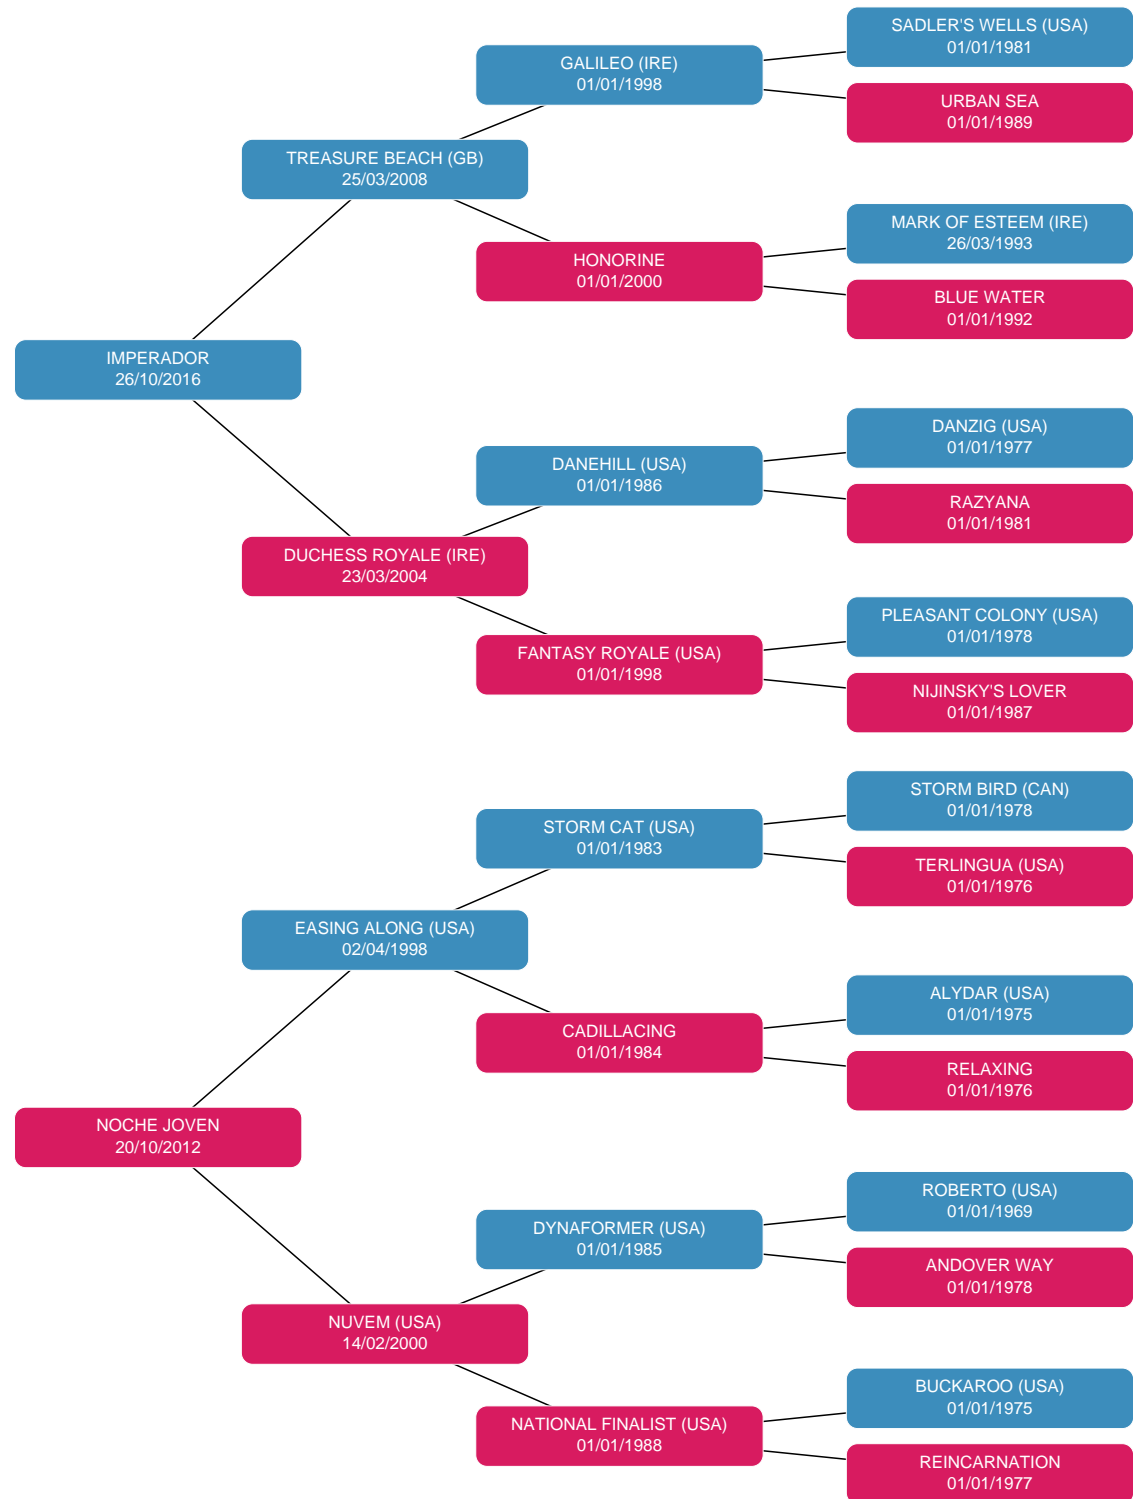 SADLER'S WELLS (USA)
01/01/1981
GALILEO (IRE)
01/01/1998
URBAN SEA
01/01/1989
TREASURE BEACH (GB)
25/03/2008
MARK OF ESTEEM (IRE)
26/03/1993
HONORINE
01/01/2000
BLUE WATER
01/01/1992
IMPERADOR
26/10/2016
DANZIG (USA)
01/01/1977
DANEHILL (USA)
01/01/1986
RAZYANA
01/01/1981
DUCHESS ROYALE (IRE)
23/03/2004
PLEASANT COLONY (USA)
01/01/1978
FANTASY ROYALE (USA)
01/01/1998
NIJINSKY'S LOVER
01/01/1987
STORM BIRD (CAN)
01/01/1978
STORM CAT (USA)
01/01/1983
TERLINGUA (USA)
01/01/1976
EASING ALONG (USA)
02/04/1998
ALYDAR (USA)
01/01/1975
CADILLACING
01/01/1984
RELAXING
01/01/1976
NOCHE JOVEN
20/10/2012
ROBERTO (USA)
01/01/1969
DYNAFORMER (USA)
01/01/1985
ANDOVER WAY
01/01/1978
NUVEM (USA)
14/02/2000
BUCKAROO (USA)
01/01/1975
NATIONAL FINALIST (USA)
01/01/1988
REINCARNATION
01/01/1977